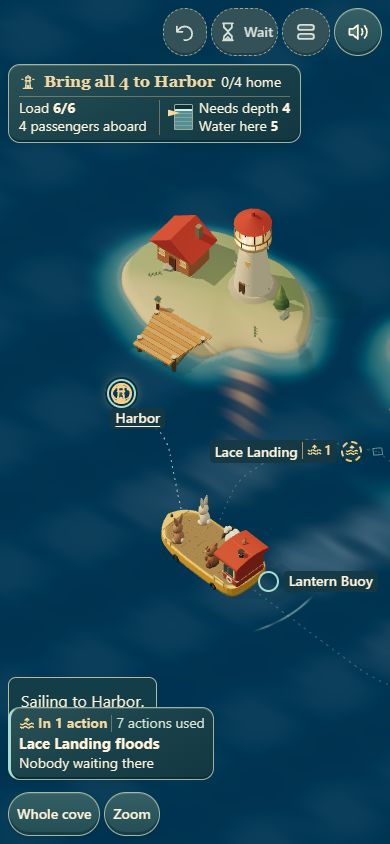 Wait
Bring all 4 to Harbor 0/4 home
Load 6/6
4 passengers aboard
Needs depth 4
Water here 5
Harbor
Lace Landing 1
Lantern Buoy
Sailing to Harbor.
In 1 action 7 actions used
Lace Landing floods
Nobody waiting there
Whole cove
Zoom